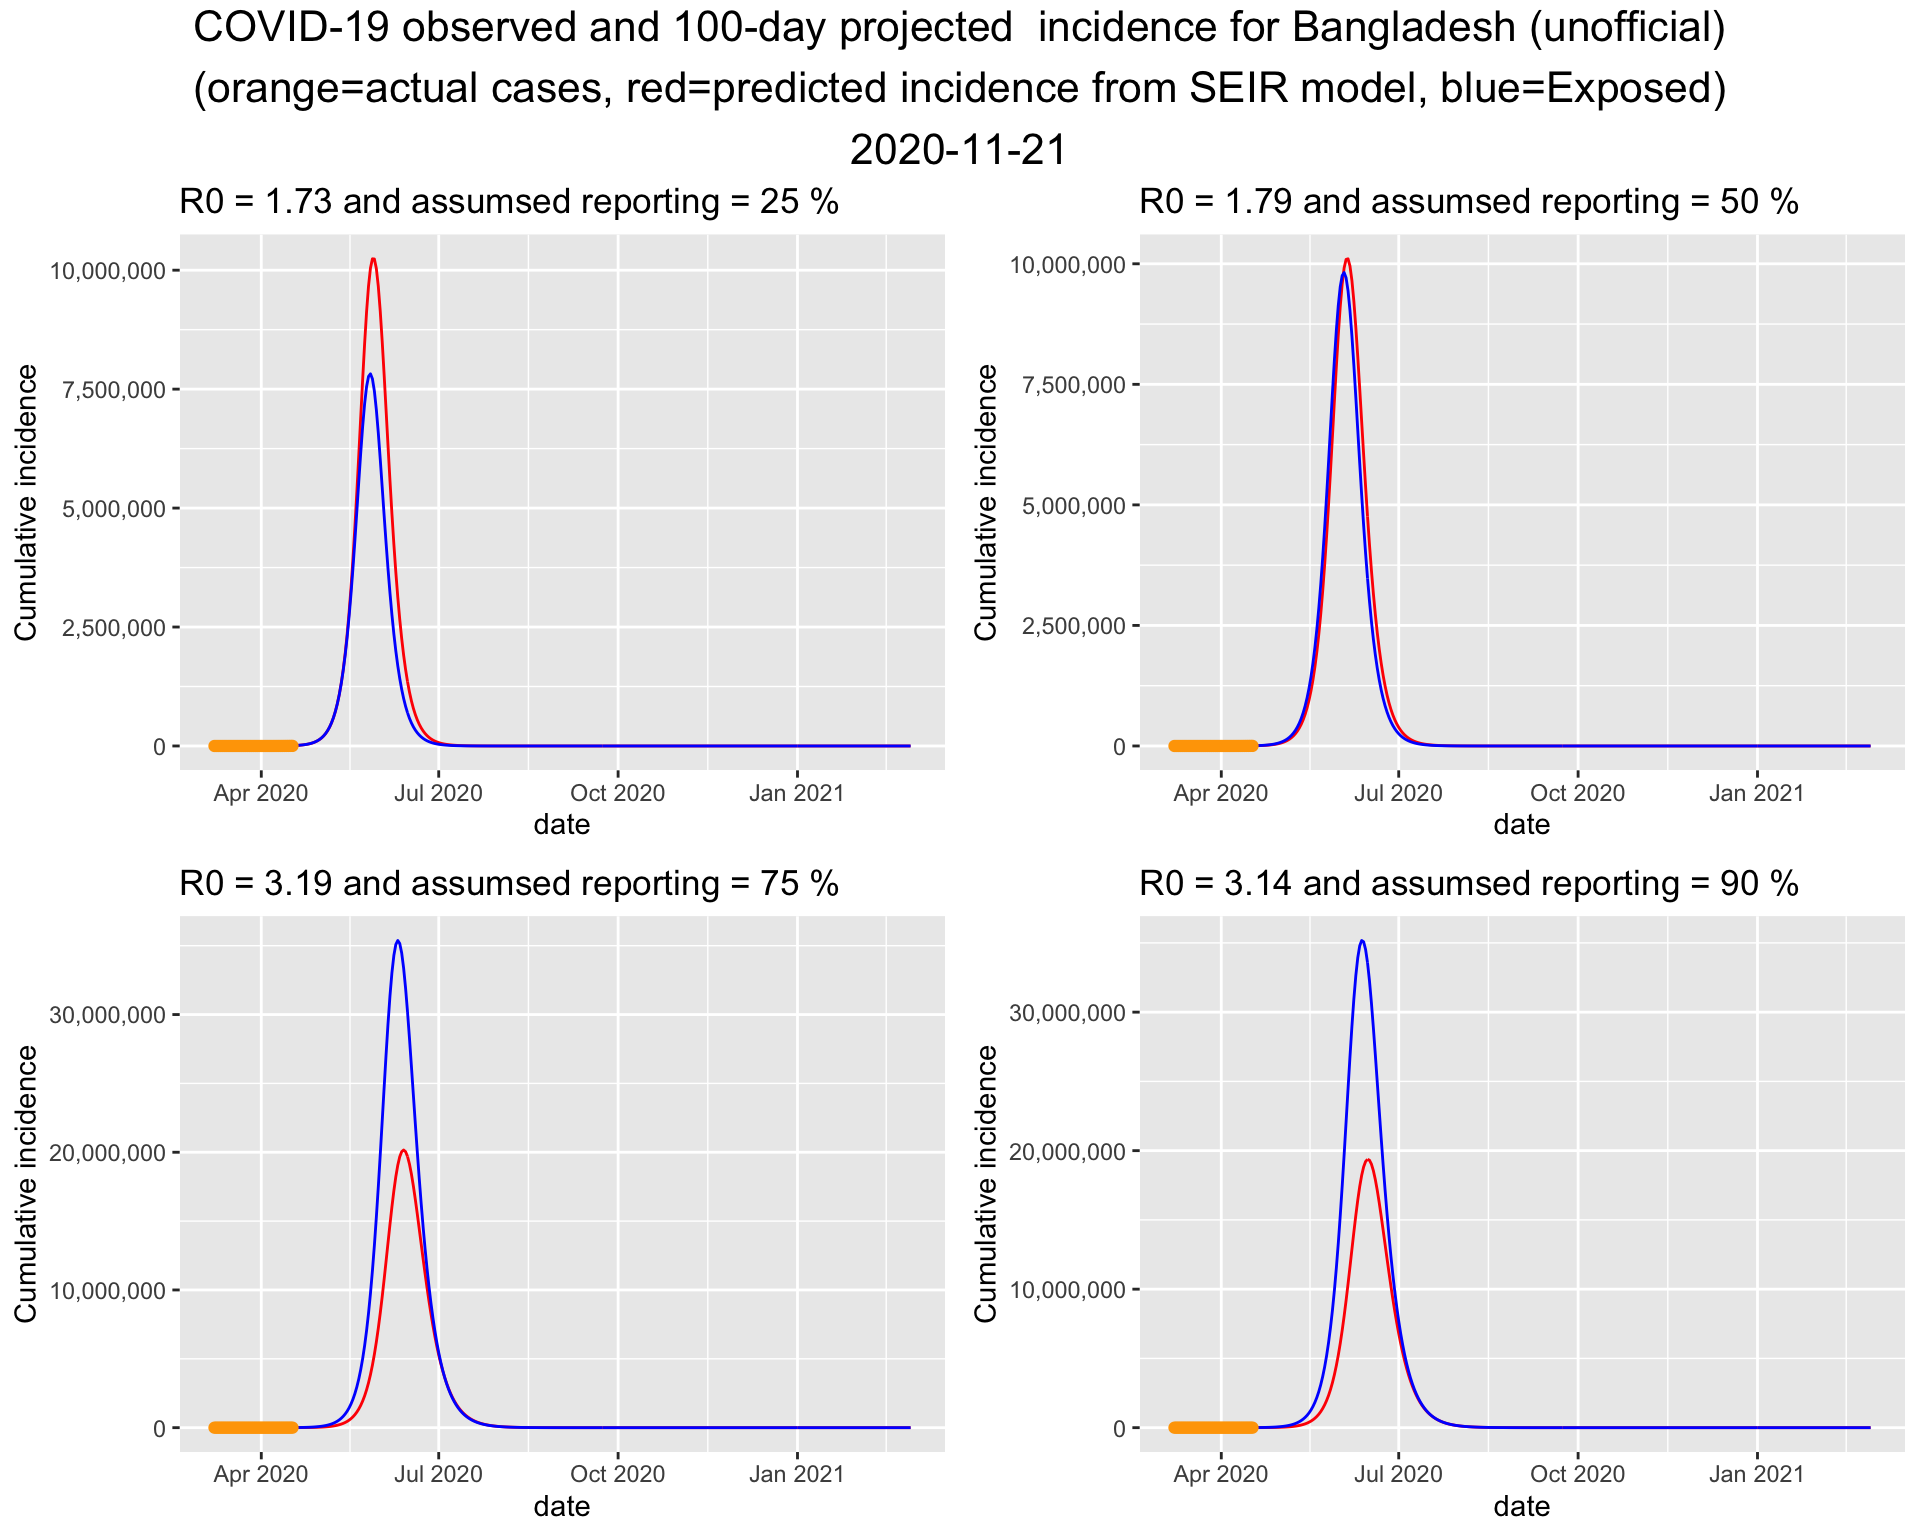 COVID-19 observed and 100-day projected  incidence for Bangladesh (unofficial)
(orange=actual cases, red=predicted incidence from SEIR model, blue=Exposed)
2020-11-21
R0 = 1.73 and assumsed reporting = 25 %
Cumulative incidence
10,000,000
7,500,000
5,000,000
2,500,000
0
Apr 2020 Jul 2020 Oct 2020 Jan 2021
date
R0 = 1.79 and assumsed reporting = 50 %
Cumulative incidence
10,000,000
7,500,000
5,000,000
2,500,000
0
Apr 2020 Jul 2020 Oct 2020 Jan 2021
date
R0 = 3.19 and assumsed reporting = 75 %
Cumulative incidence
30,000,000
20,000,000
10,000,000
0
Apr 2020 Jul 2020 Oct 2020 Jan 2021
date
R0 = 3.14 and assumsed reporting = 90 %
Cumulative incidence
30,000,000
20,000,000
10,000,000
0
Apr 2020 Jul 2020 Oct 2020 Jan 2021
date